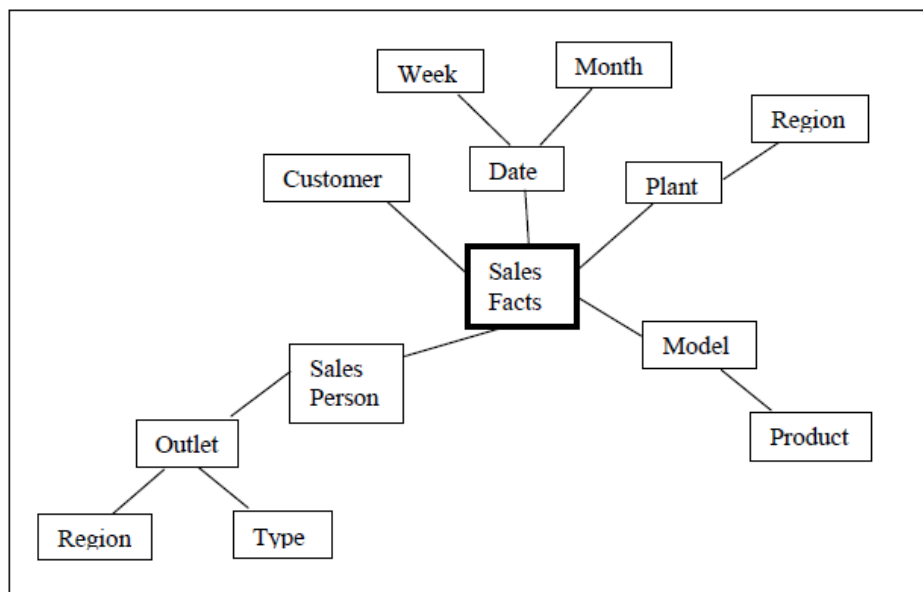 Week
Month
Region
Customer
Date
Plant
Sales
Facts
Model
Sales
Person
Outlet
Product
Region
Type